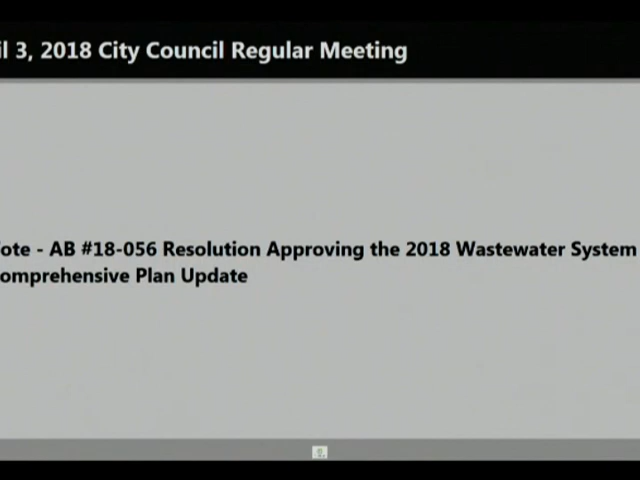 il 3, 2018 City Council Regular Meeting
ote - AB #18-056 Resolution Approving the 2018 Wastewater System
omprehensive Plan Update